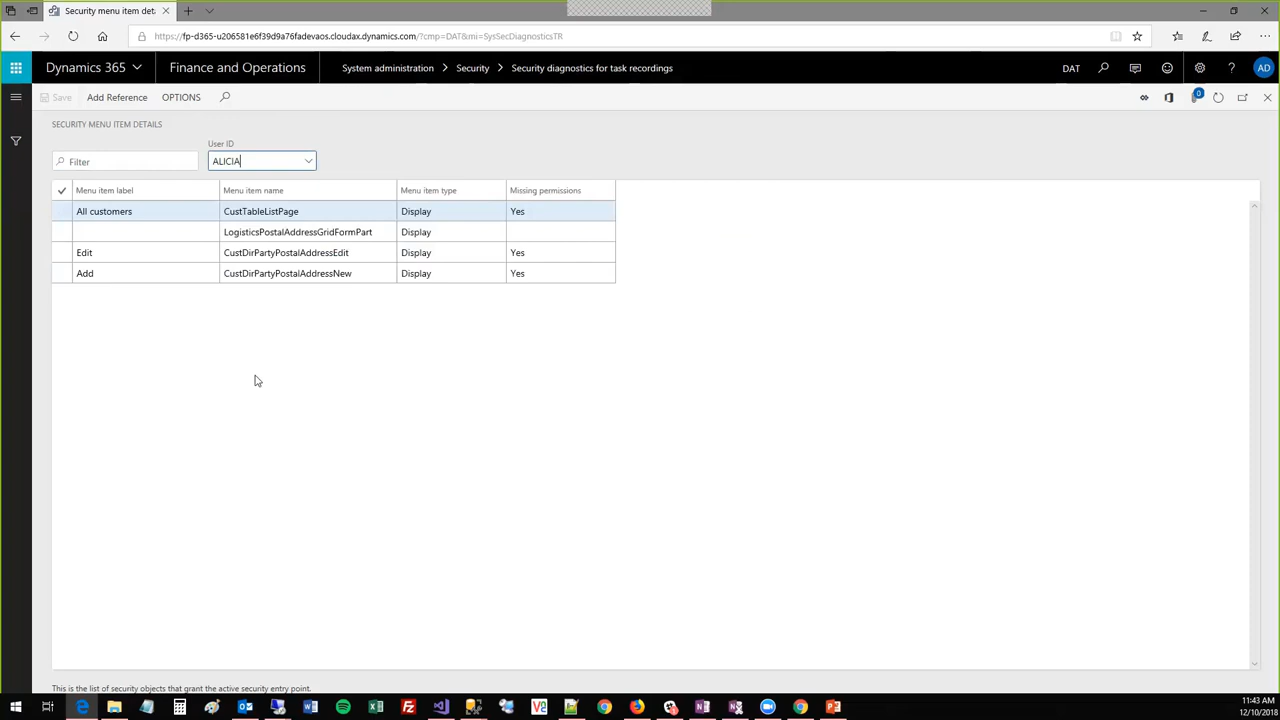 Security menu item deta
https://fp-d365-u206581e6f39d9a76fadevaos.cloudax.dynamics.com/?cmp=DAT&mi=SysSecDiagnosticsTR
Dynamics 365 Finance and Operations System administration Security Security diagnostics for task recordings DAT ? AD
Save Add Reference OPTIONS 0
SECURITY MENU ITEM DETAILS
User ID
Filter ALICIA
Menu item label Menu item name Menu item type Missing permissions
All customers CustTableListPage Display Yes
LogisticsPostalAddressGridFormPart Display
Edit CustDirPartyPostalAddressEdit Display Yes
Add CustDirPartyPostalAddressNew Display Yes
This is the list of security objects that grant the active security entry point.
11:43 AM
12/10/2018